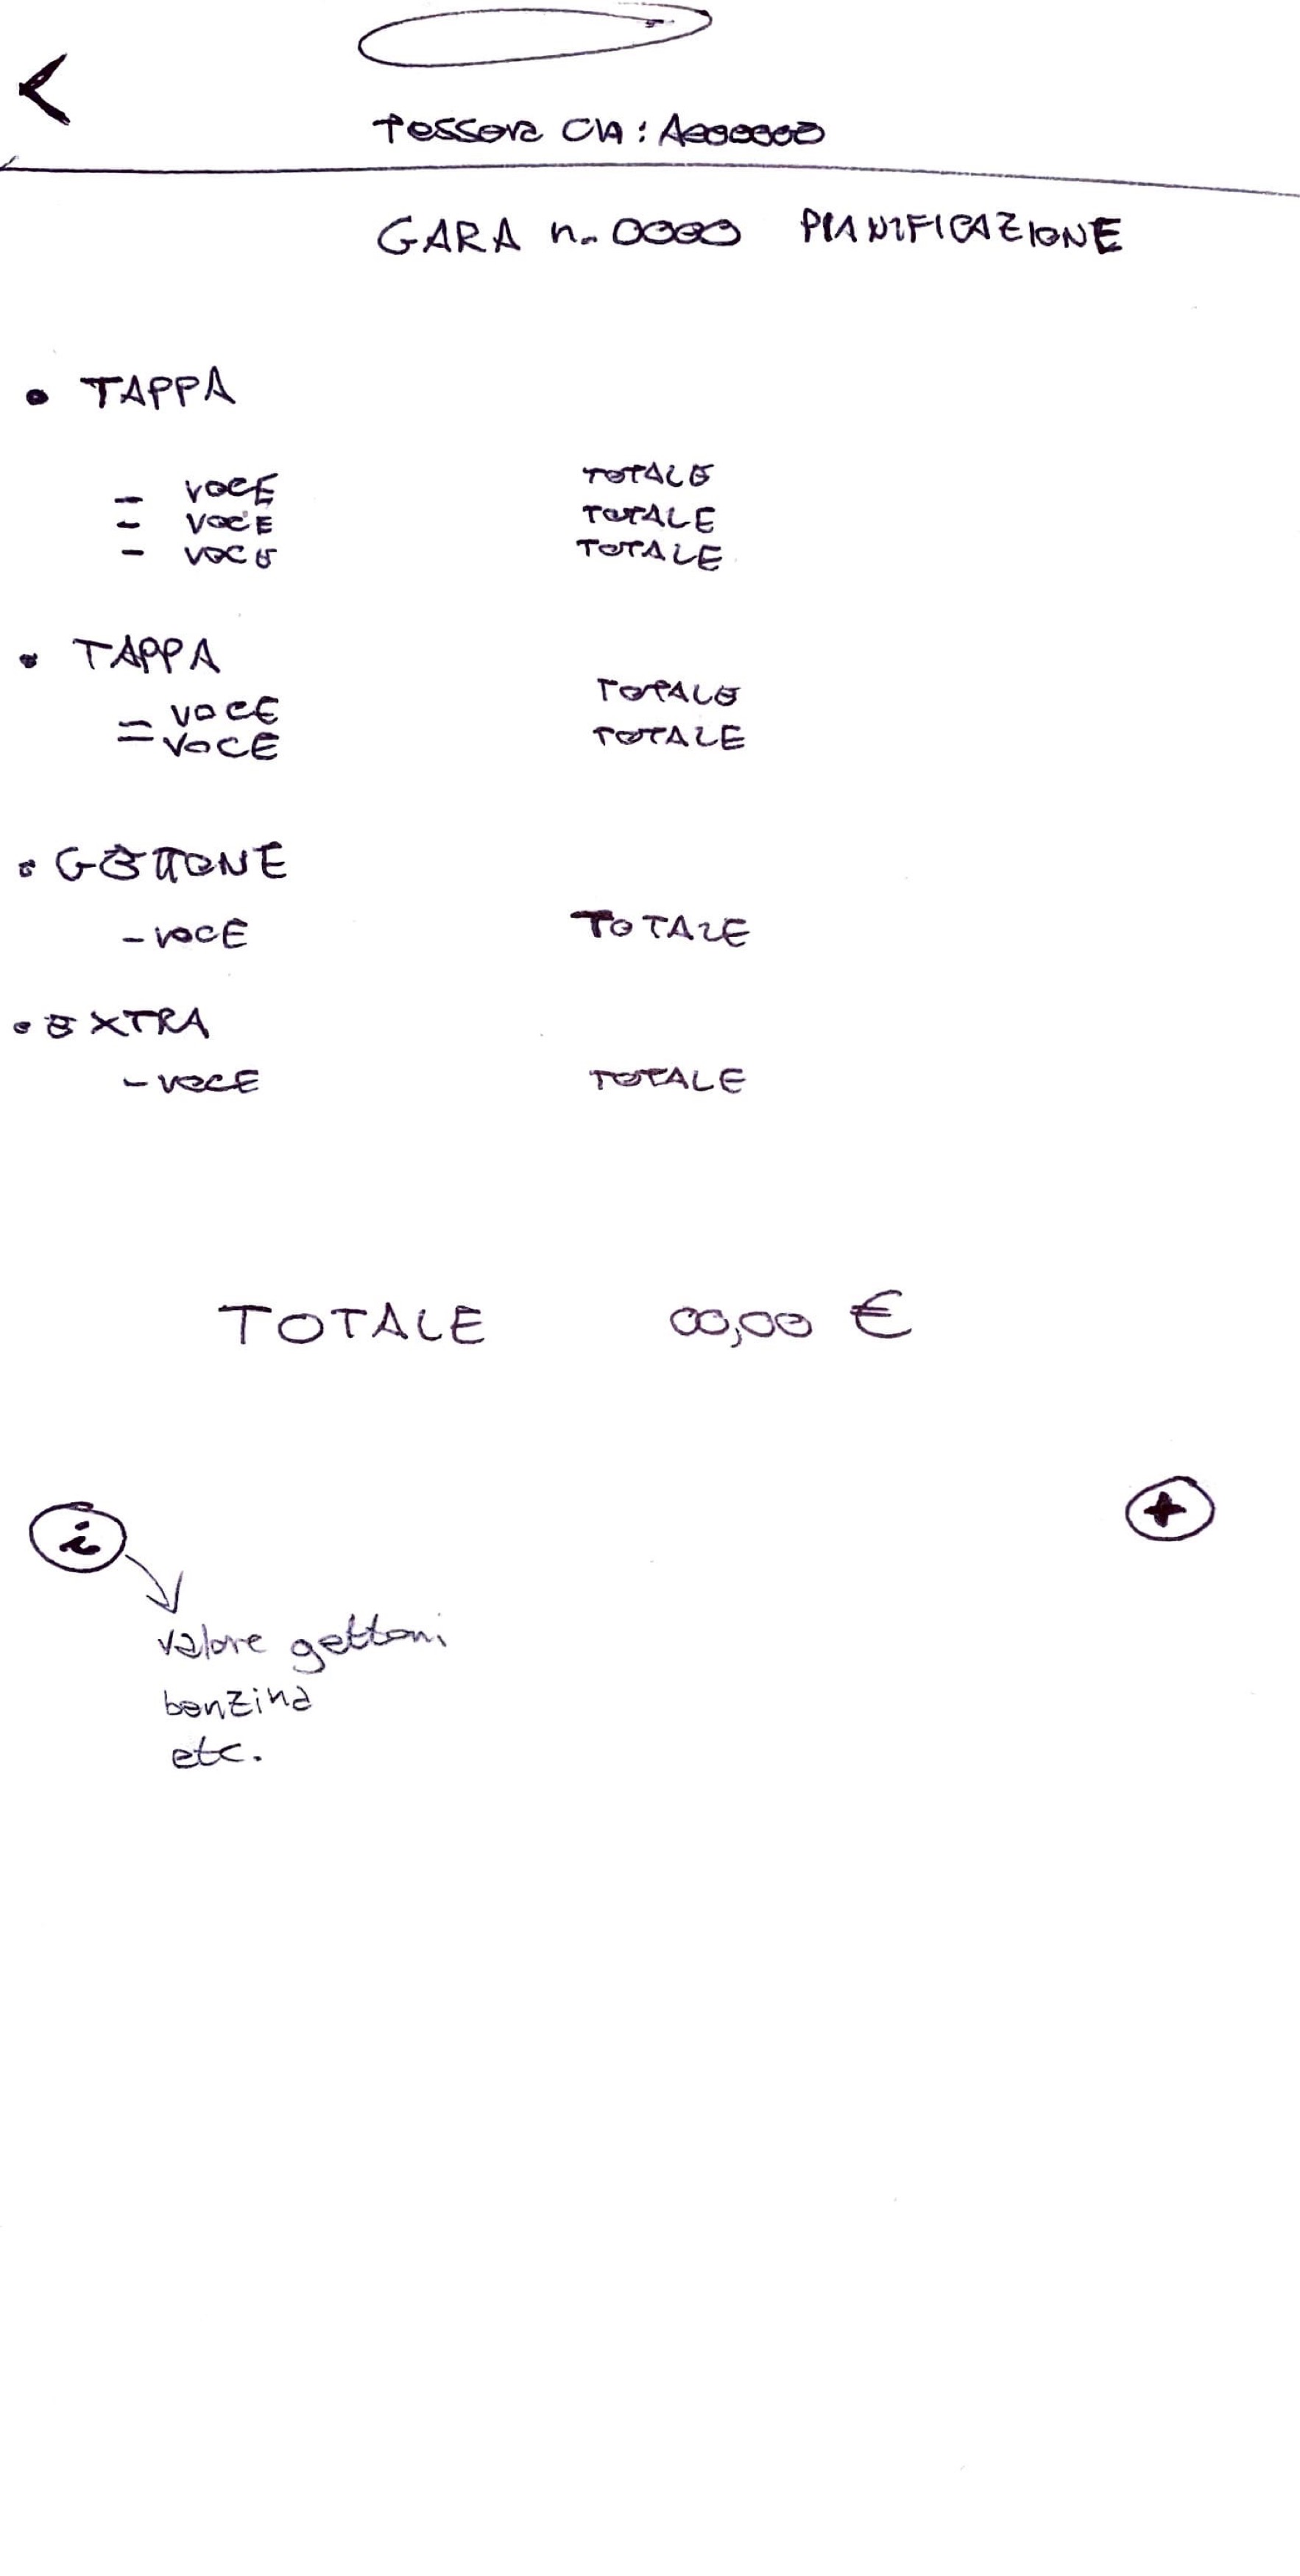 <
Tessera CIA: A000000
GARA n. 0000 PIANIFICAZIONE
• TAPPA
- VOCE TOTALE
- VOCE TOTALE
- VOCE TOTALE
• TAPPA
- VOCE TOTALE
- VOCE TOTALE
• GETTONE
- VOCE TOTALE
• EXTRA
- VOCE TOTALE
TOTALE 00,00 €
i +
valore gettoni
benzina
etc.